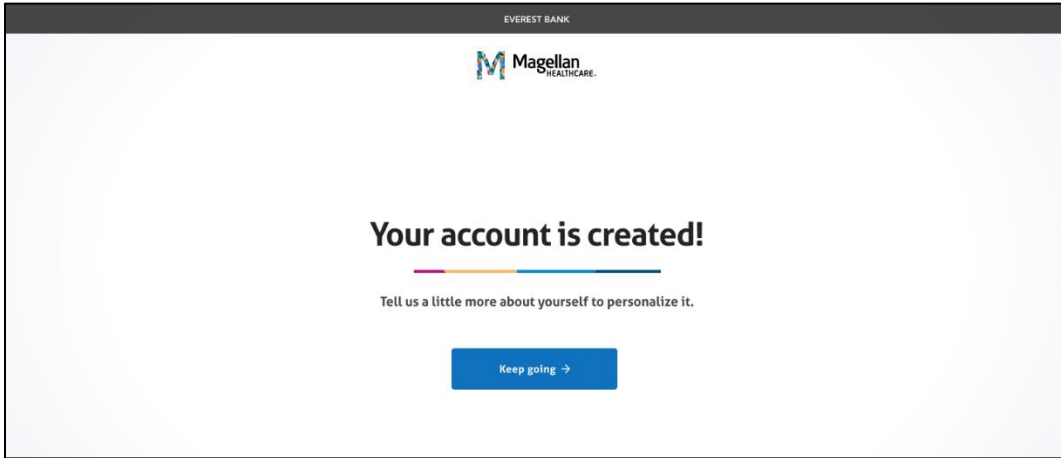 EVEREST BANK
Magellan
HEALTHCARE.
Your account is created!
Tell us a little more about yourself to personalize it.
Keep going →